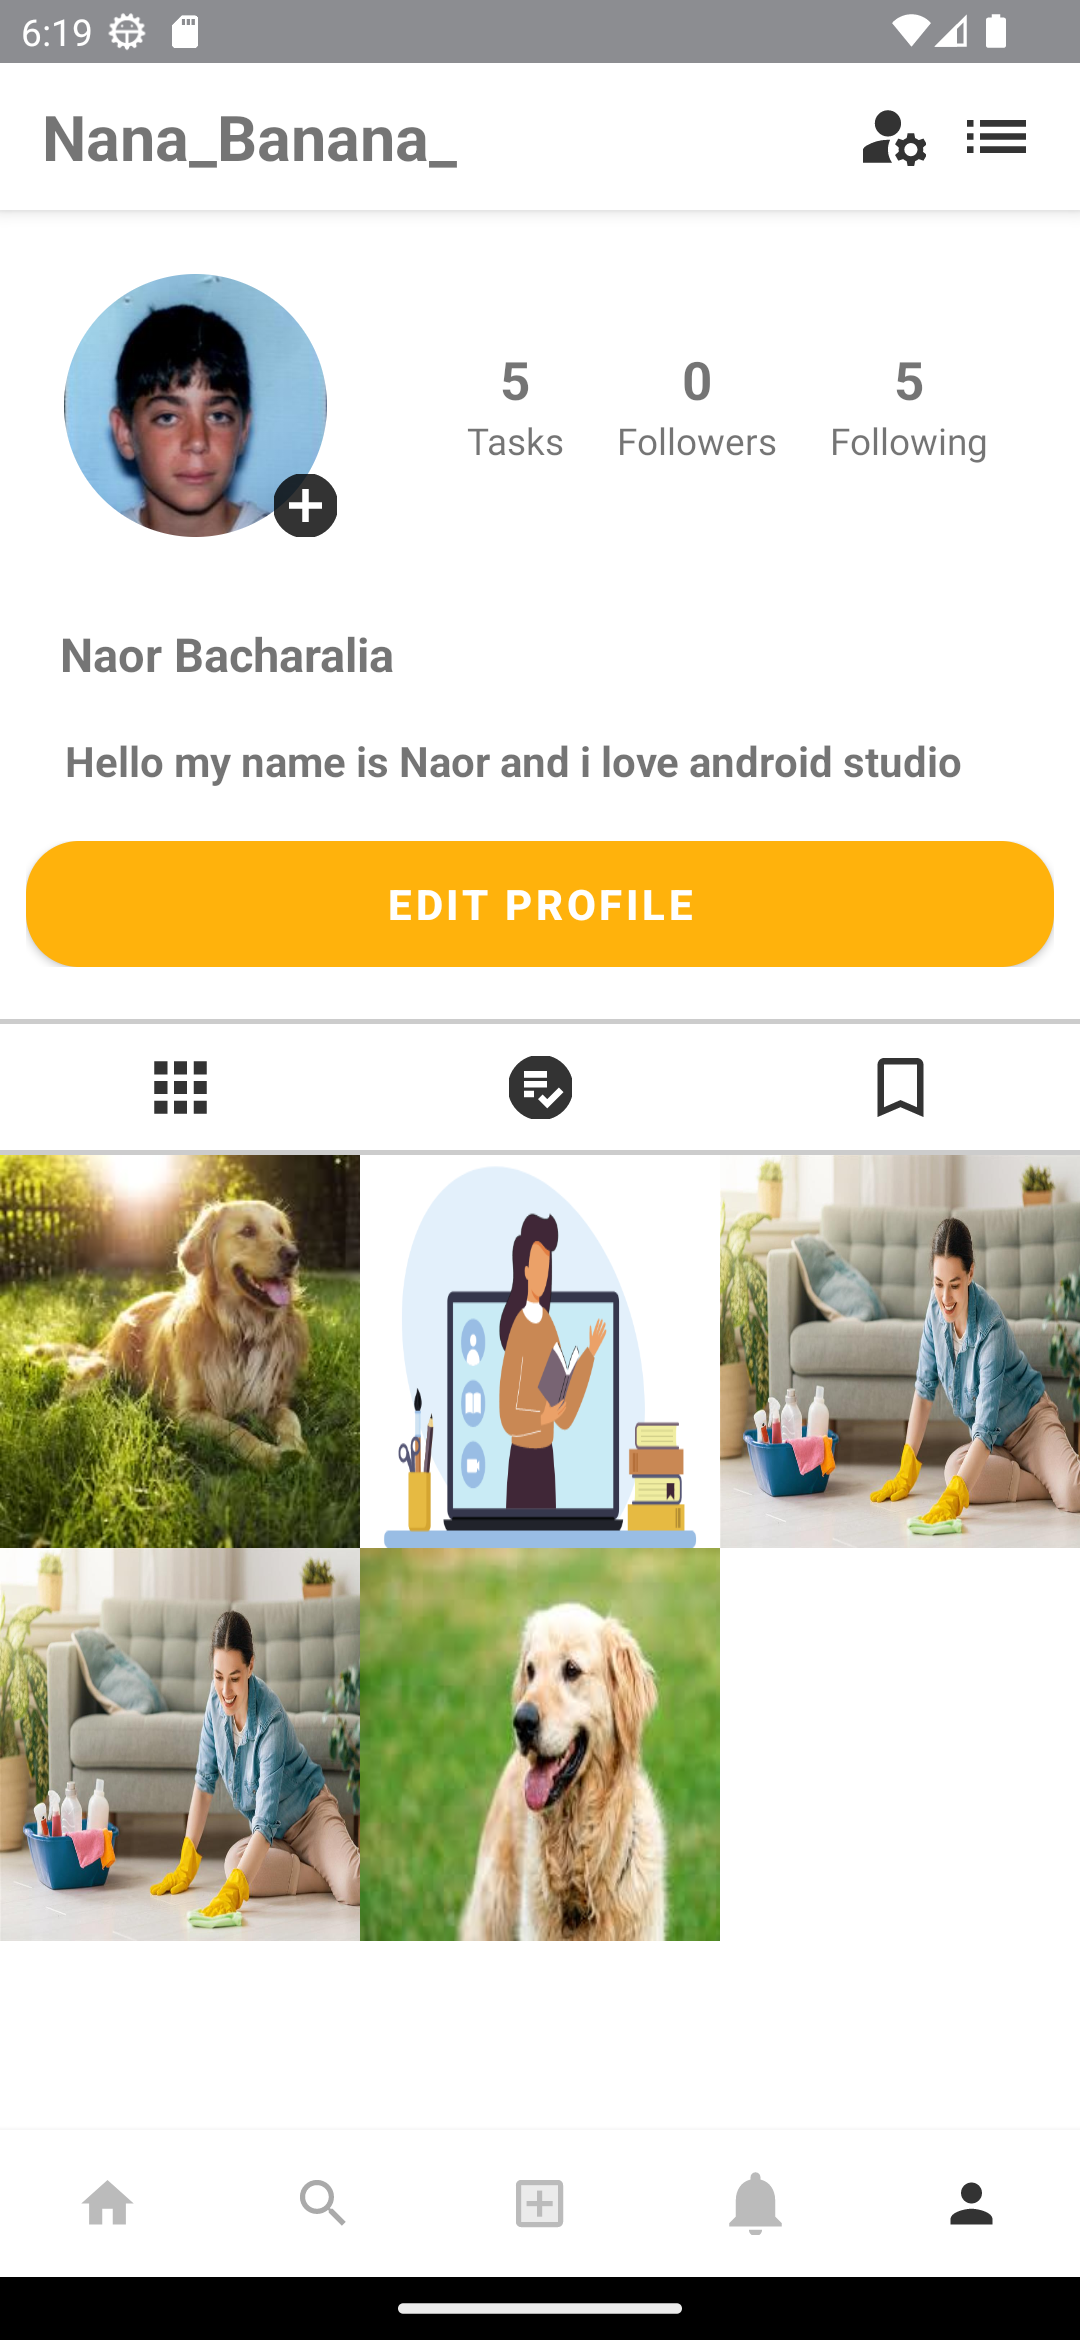 6:19
Nana_Banana_
5 0 5
Tasks Followers Following
Naor Bacharalia
Hello my name is Naor and i love android studio
EDIT PROFILE